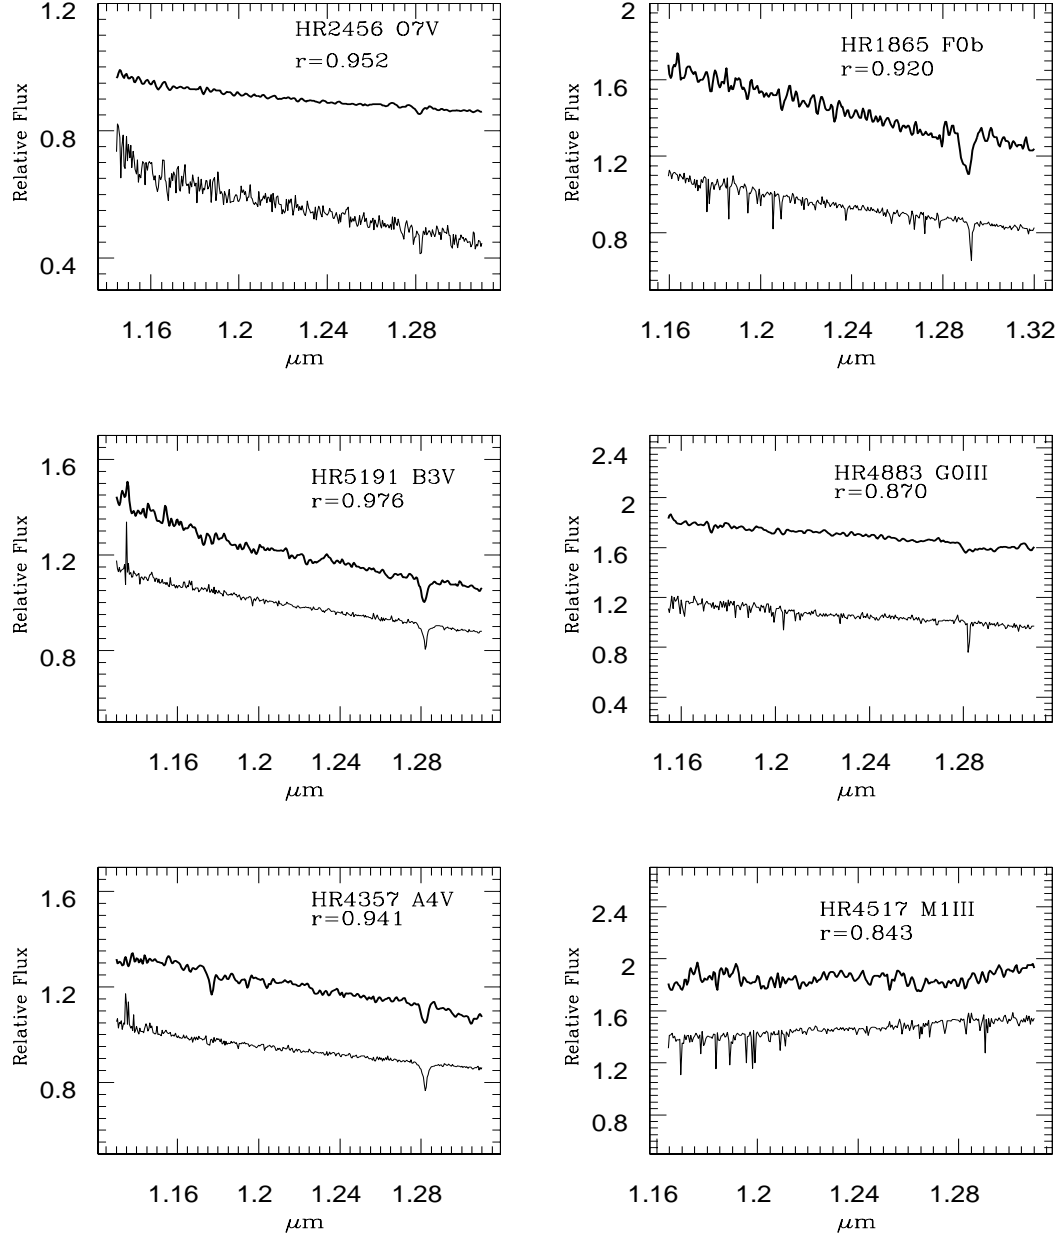 HR2456 O7V
r=0.952
Relative Flux
1.2
0.8
0.4
1.16 1.2 1.24 1.28
μm
HR1865 F0b
r=0.920
Relative Flux
2
1.6
1.2
0.8
1.16 1.2 1.24 1.28 1.32
μm
HR5191 B3V
r=0.976
Relative Flux
1.6
1.2
0.8
1.16 1.2 1.24 1.28
μm
HR4883 G0III
r=0.870
Relative Flux
2.4
2
1.6
1.2
0.8
0.4
1.16 1.2 1.24 1.28
μm
HR4357 A4V
r=0.941
Relative Flux
1.6
1.2
0.8
1.16 1.2 1.24 1.28
μm
HR4517 M1III
r=0.843
Relative Flux
2.4
2
1.6
1.2
0.8
1.16 1.2 1.24 1.28
μm